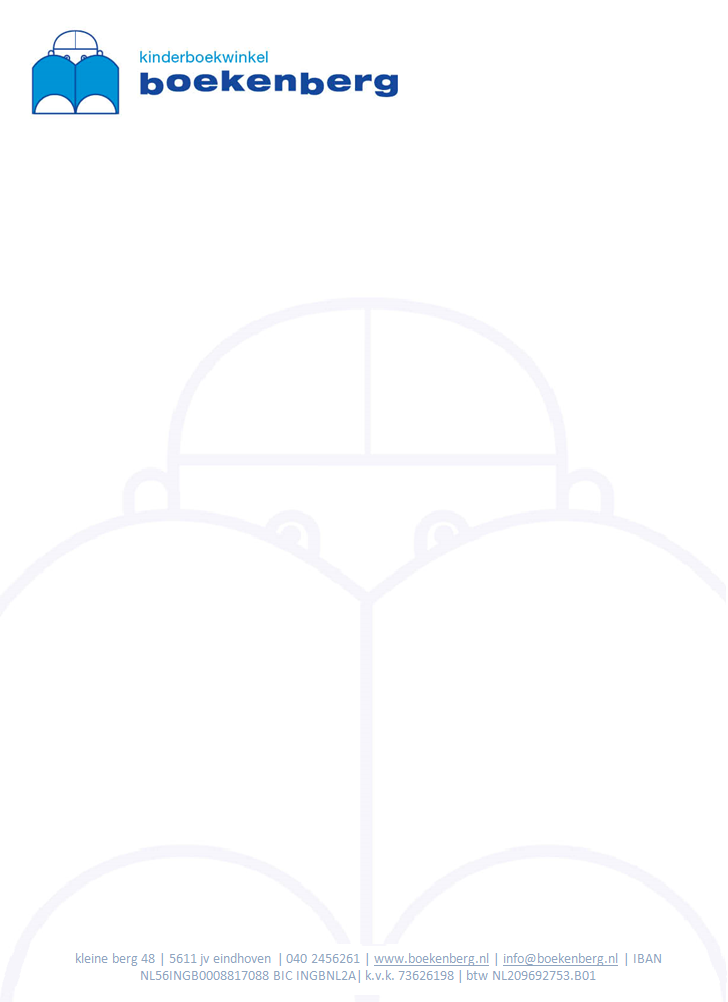 kinderboekwinkel
boekenberg
kleine berg 48 | 5611 jv eindhoven | 040 2456261 | www.boekenberg.nl | info@boekenberg.nl | IBAN
NL56INGB0008817088 BIC INGBNL2A| k.v.k. 73626198 | btw NL209692753.B01